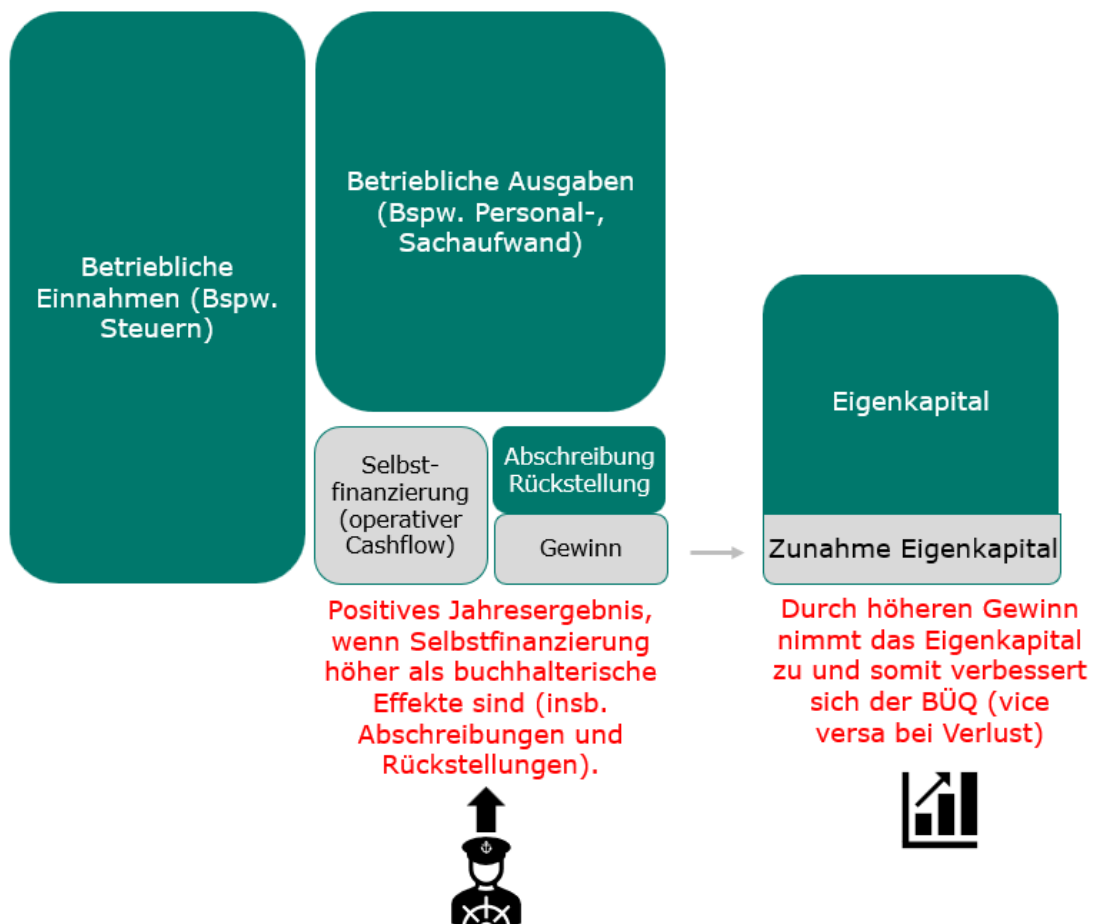 Betriebliche
Einnahmen (Bspw.
Steuern)
Betriebliche Ausgaben
(Bspw. Personal-,
Sachaufwand)
Selbst-
finanzierung
(operativer
Cashflow)
Abschreibung
Rückstellung
Gewinn
Eigenkapital
Zunahme Eigenkapital
Positives Jahresergebnis,
wenn Selbstfinanzierung
höher als buchhalterische
Effekte sind (insb.
Abschreibungen und
Rückstellungen).
Durch höheren Gewinn
nimmt das Eigenkapital
zu und somit verbessert
sich der BÜQ (vice
versa bei Verlust)